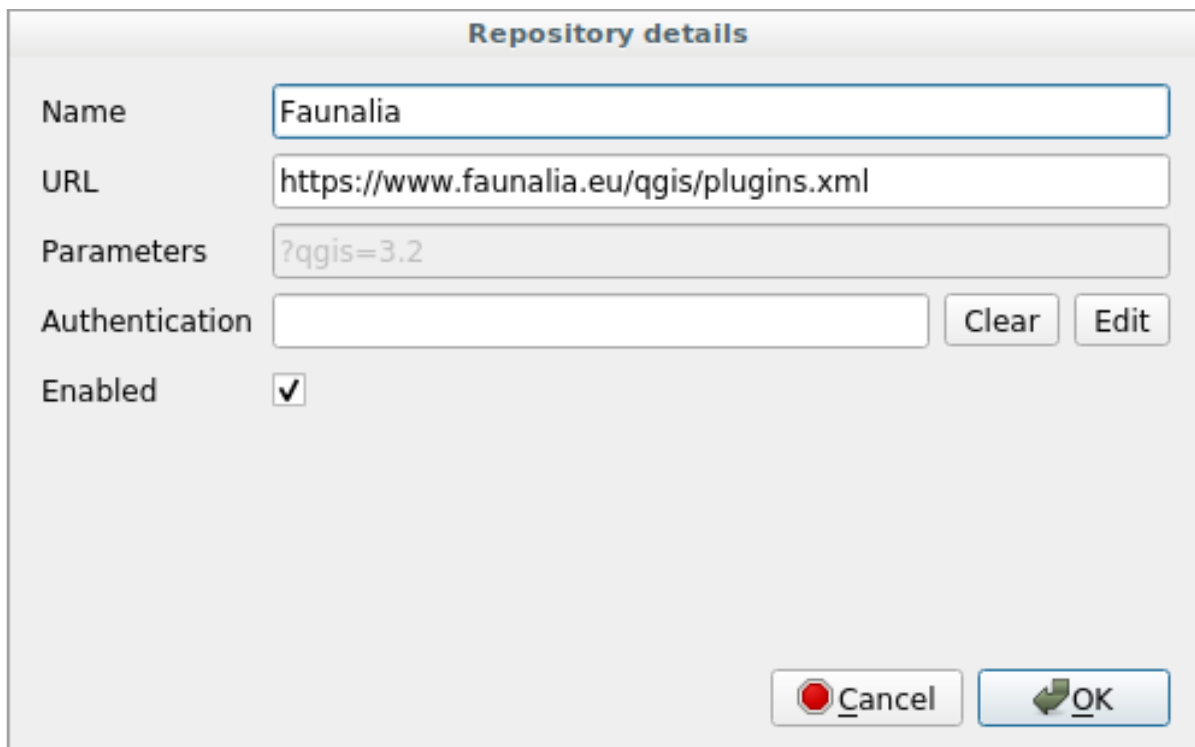 Repository details
Name Faunalia
URL https://www.faunalia.eu/qgis/plugins.xml
Parameters ?qgis=3.2
Authentication Clear Edit
Enabled
Cancel OK